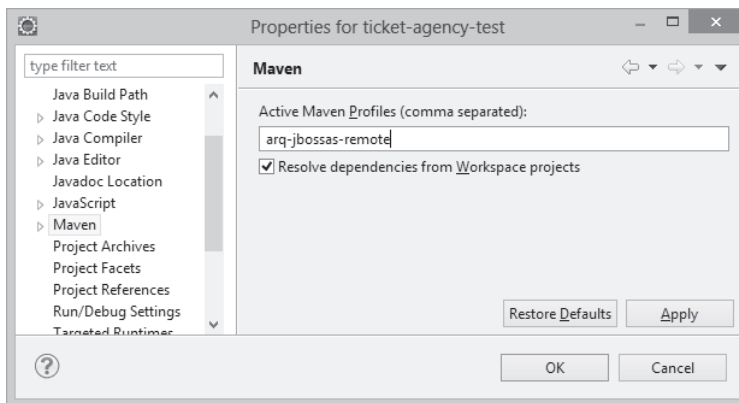 Properties for ticket-agency-test
type filter text
Java Build Path
Java Code Style
Java Compiler
Java Editor
Javadoc Location
JavaScript
Maven
Project Archives
Project Facets
Project References
Run/Debug Settings
Targeted Runtimes
Maven
Active Maven Profiles (comma separated):
arq-jbossas-remote
Resolve dependencies from Workspace projects
Restore Defaults
Apply
OK
Cancel